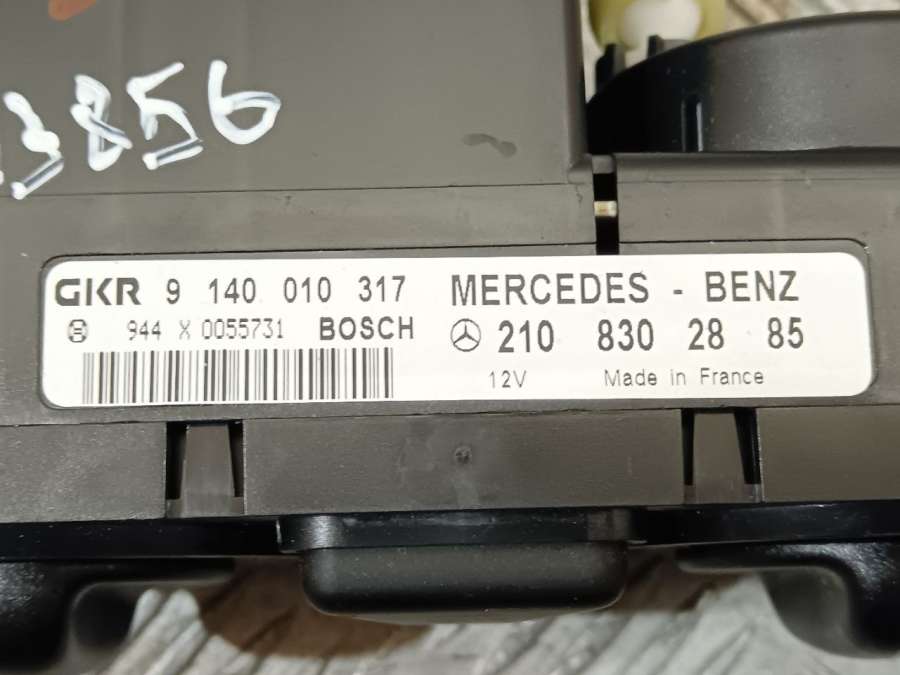 3856
GKR 9 140 010 317
944 X 0055731 BOSCH
MERCEDES - BENZ
210 830 28 85
12V Made in France